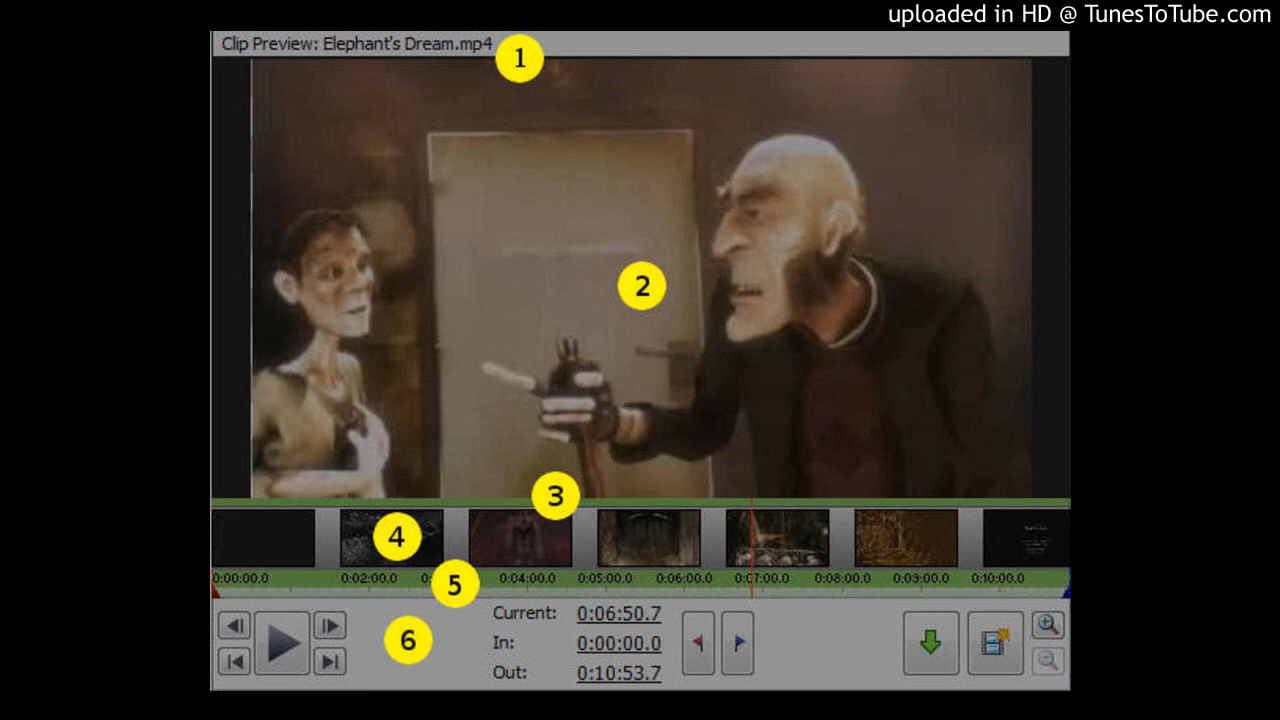 uploaded in HD @ TunesToTube.com
Clip Preview: Elephant's Dream.mp4
1
2
3
4
5
0:00:00.0 0:02:00.0 0:04:00.0 0:05:00.0 0:06:00.0 0:07:00.0 0:08:00.0 0:09:00.0 0:10:00.0
6
Current: 0:06:50.7
In: 0:00:00.0
Out: 0:10:53.7